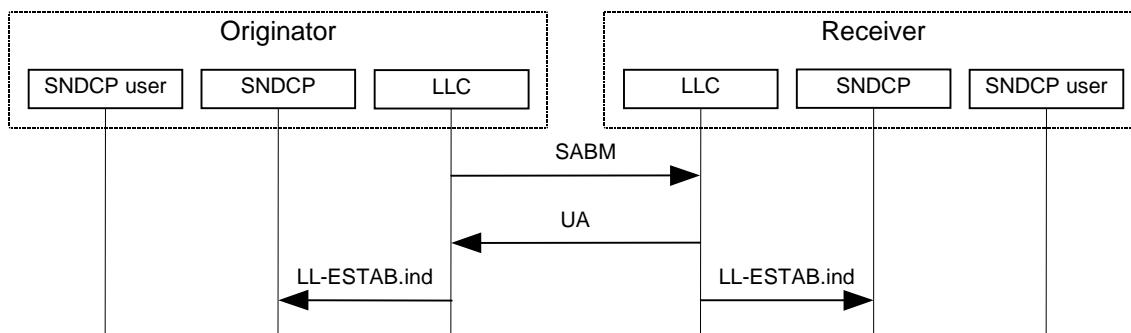 Originator
Receiver
SNDCP user
SNDCP
LLC
LLC
SNDCP
SNDCP user
SABM
UA
LL-ESTAB.ind
LL-ESTAB.ind